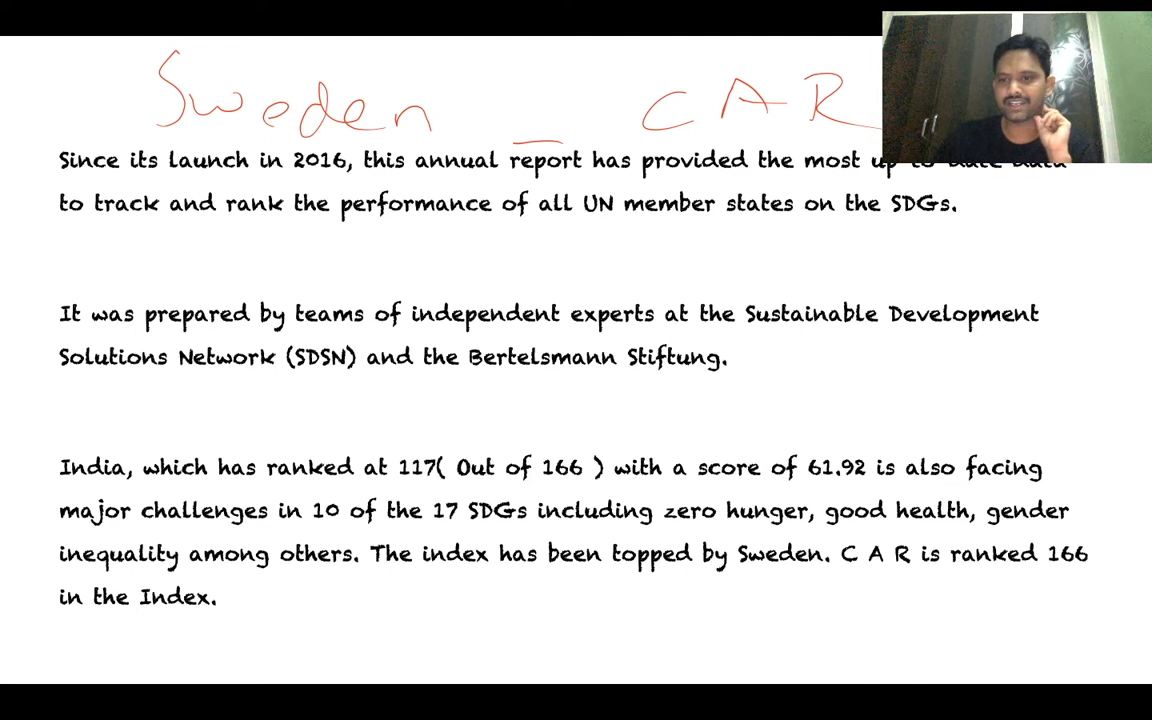 Sweden _ CAR
Since its launch in 2016, this annual report has provided the most up to date data
to track and rank the performance of all UN member states on the SDGs.
It was prepared by teams of independent experts at the Sustainable Development
Solutions Network (SDSN) and the Bertelsmann Stiftung.
India, which has ranked at 117( Out of 166 ) with a score of 61.92 is also facing
major challenges in 10 of the 17 SDGs including zero hunger, good health, gender
inequality among others. The index has been topped by Sweden. C A R is ranked 166
in the Index.